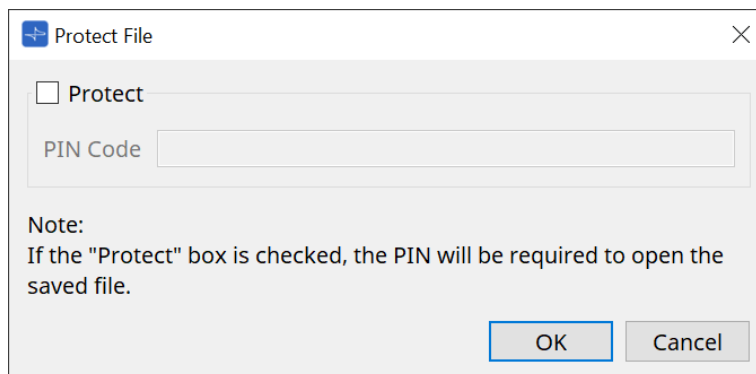 Protect File
Protect
PIN Code
Note:
If the "Protect" box is checked, the PIN will be required to open the
saved file.
OK
Cancel